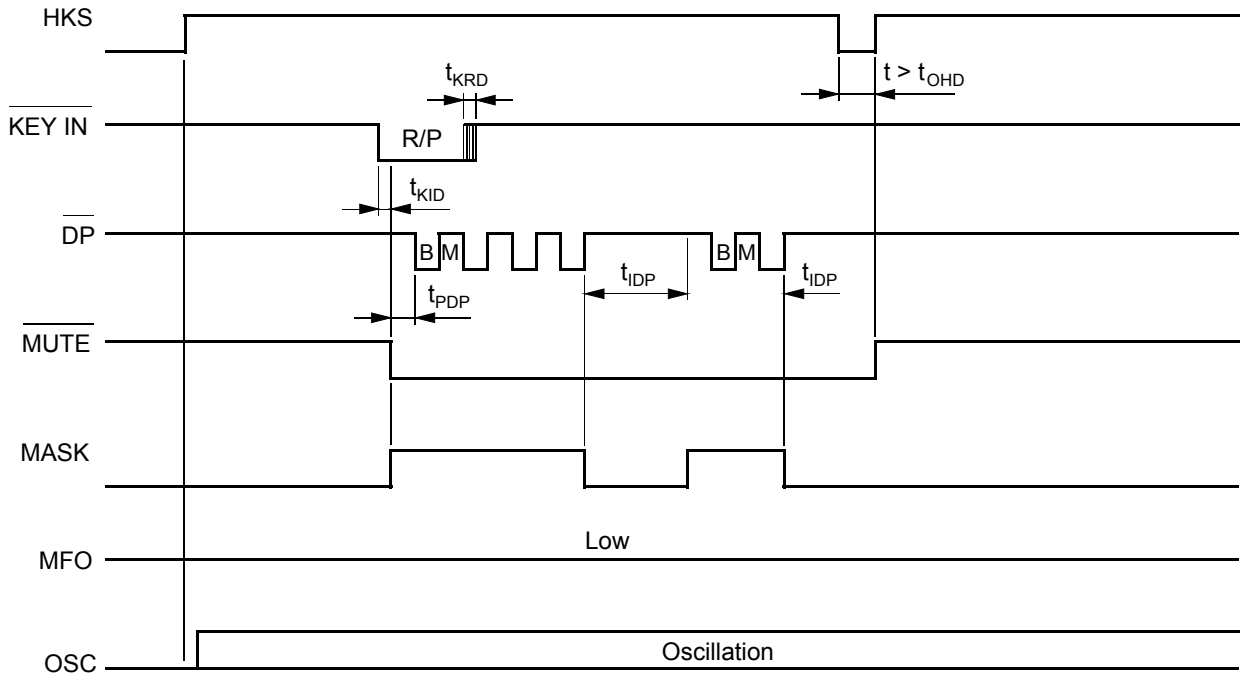 HKS
tKRD
t > tOHD
KEY IN
R/P
tKID
DP
B M
B M
tIDP
tIDP
tPDP
MUTE
MASK
Low
MFO
Oscillation
OSC